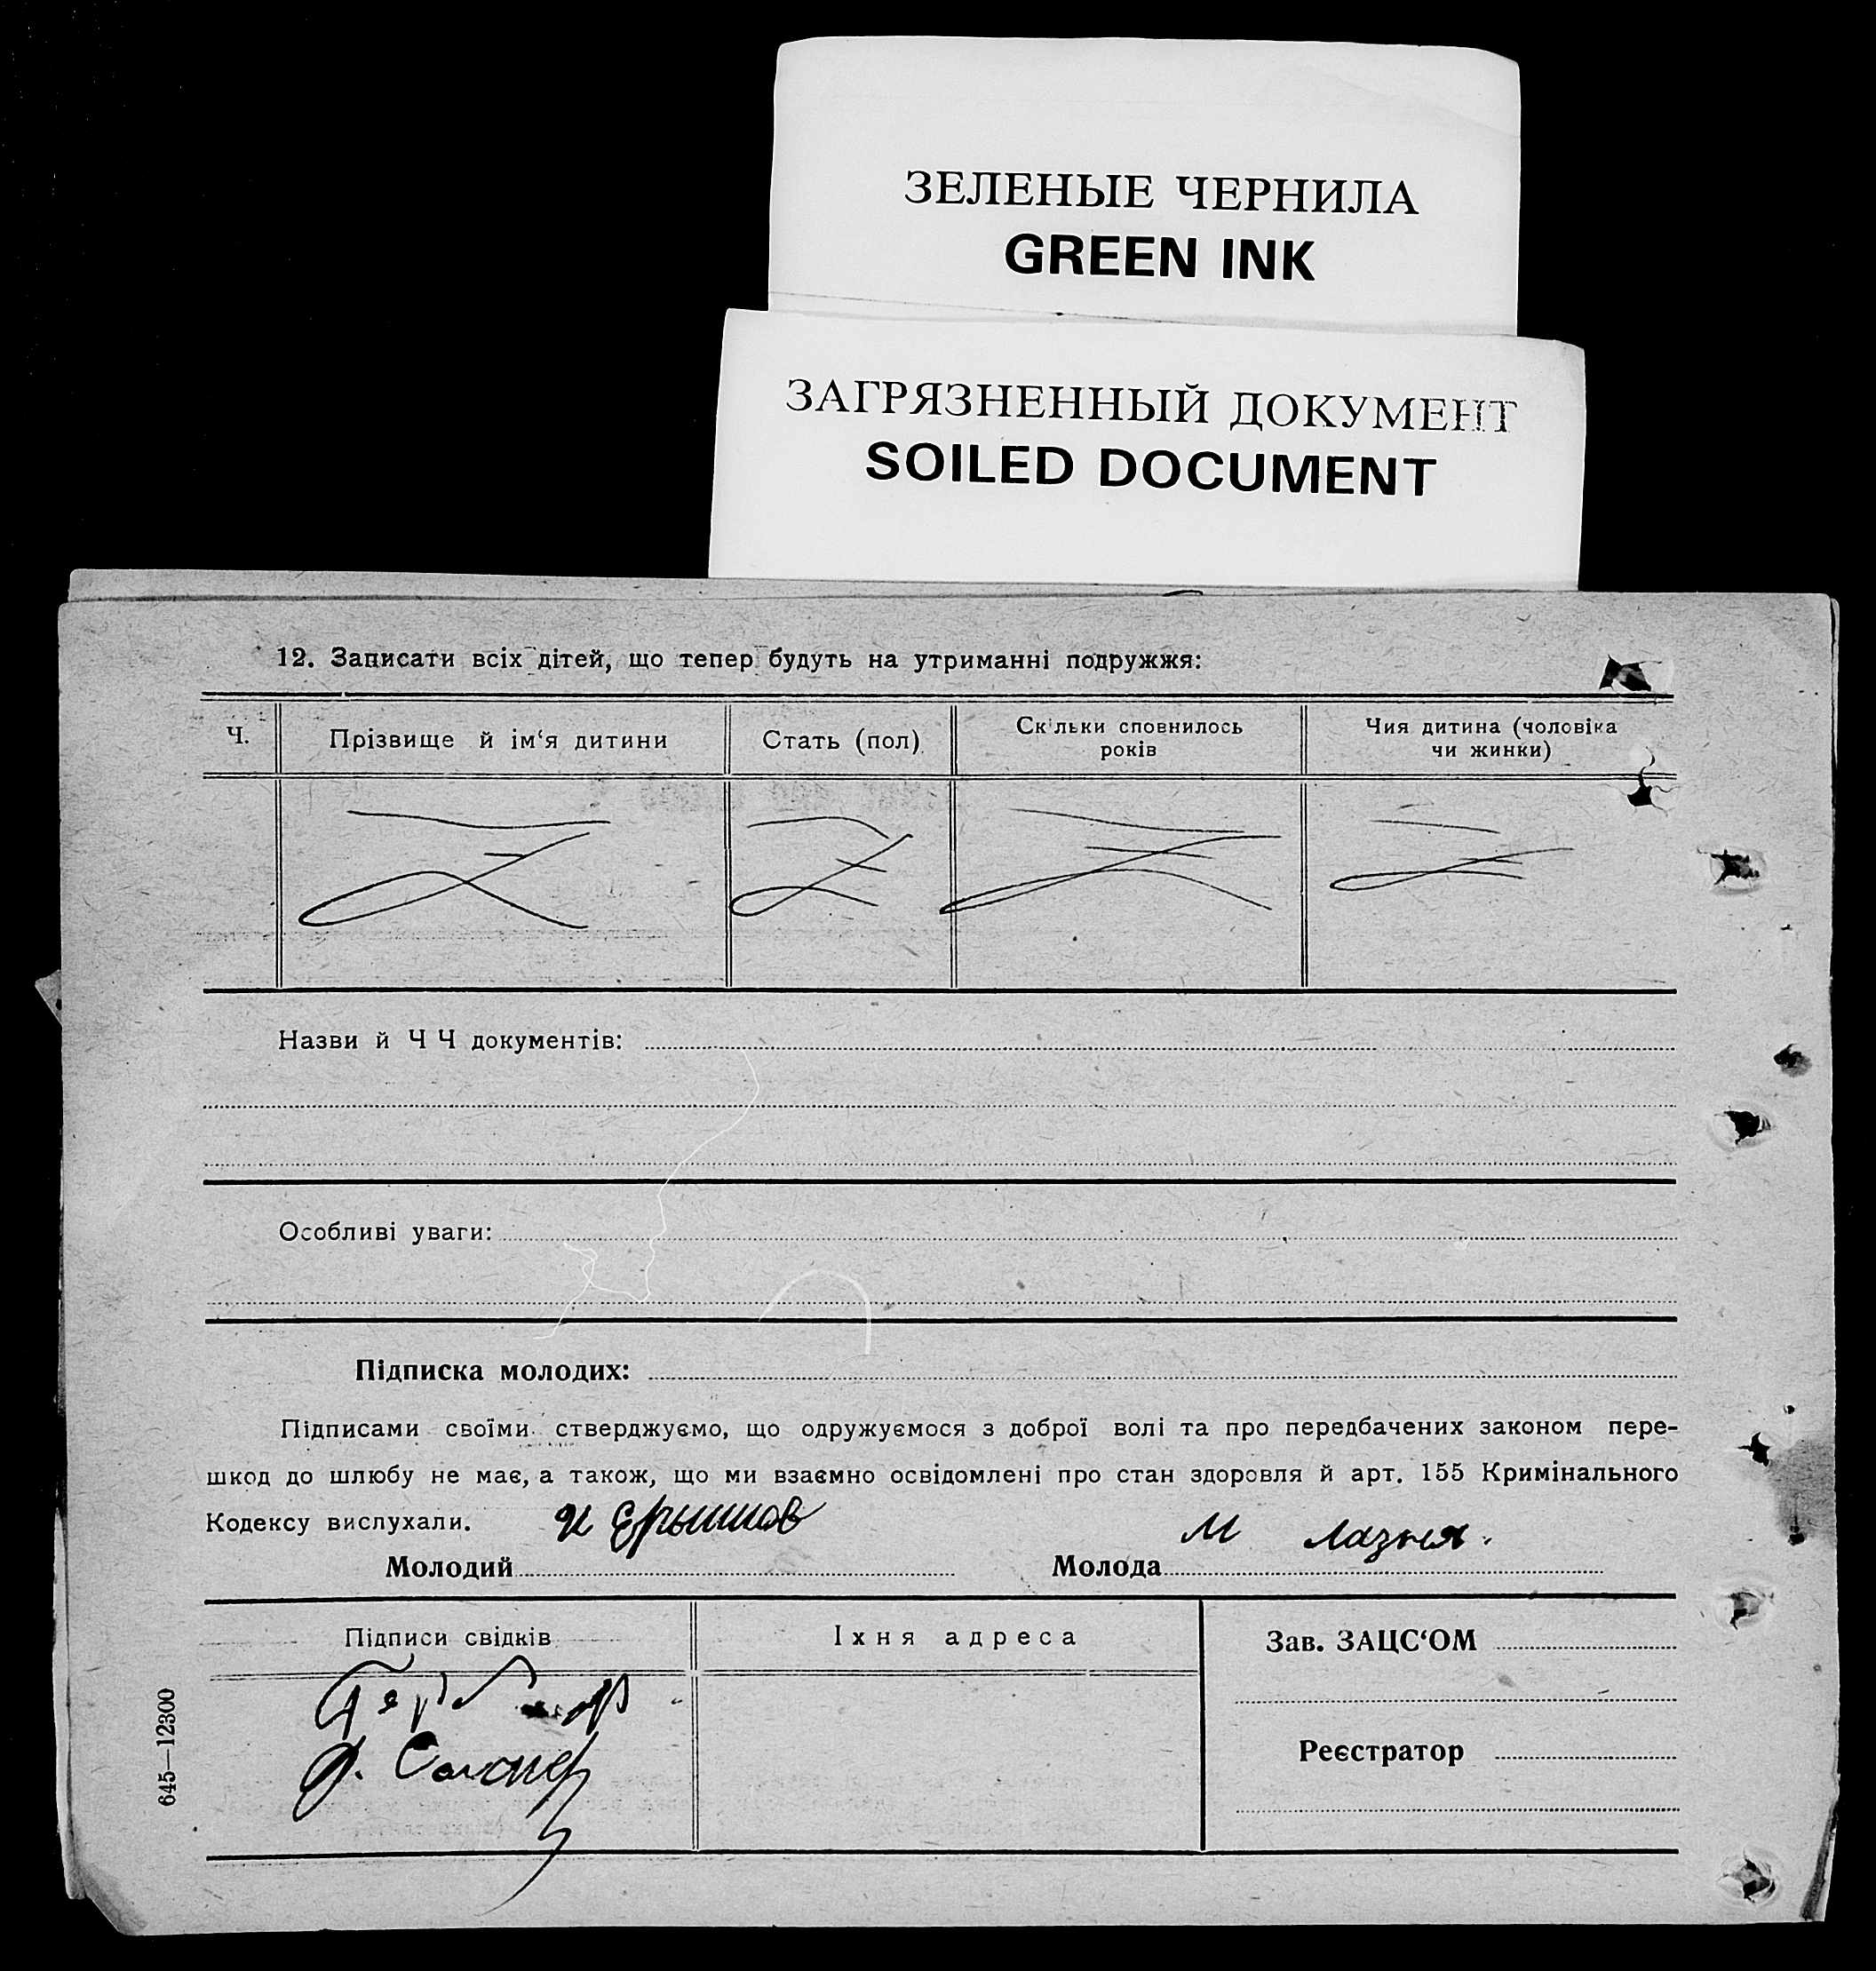 ЗЕЛЕНЫЕ ЧЕРНИЛА
GREEN INK
ЗАГРЯЗНЕННЫЙ ДОКУМЕНТ
SOILED DOCUMENT
12. Записати всіх дітей, що тепер будуть на утриманні подружжя:
Ч.
Прізвище й ім‘я дитини
Стать (пол)
Скільки сповнилось
років
Чия дитина (чоловіка
чи жинки)
Назви й Ч Ч документів:
Особливі уваги:
Підписка молодих:
Підписами своїми стверджуємо, що одружуємося з доброї волі та про передбачених законом пере-
шкод до шлюбу не має, а також, що ми взаємно освідомлені про стан здоровля й арт. 155 Кримінального
Кодексу вислухали.
Молодий И Ерышов
Молода М Лазня.
Підписи свідків
Їхня адреса
Зав. ЗАЦС‘ОМ
Реєстратор
645—12300